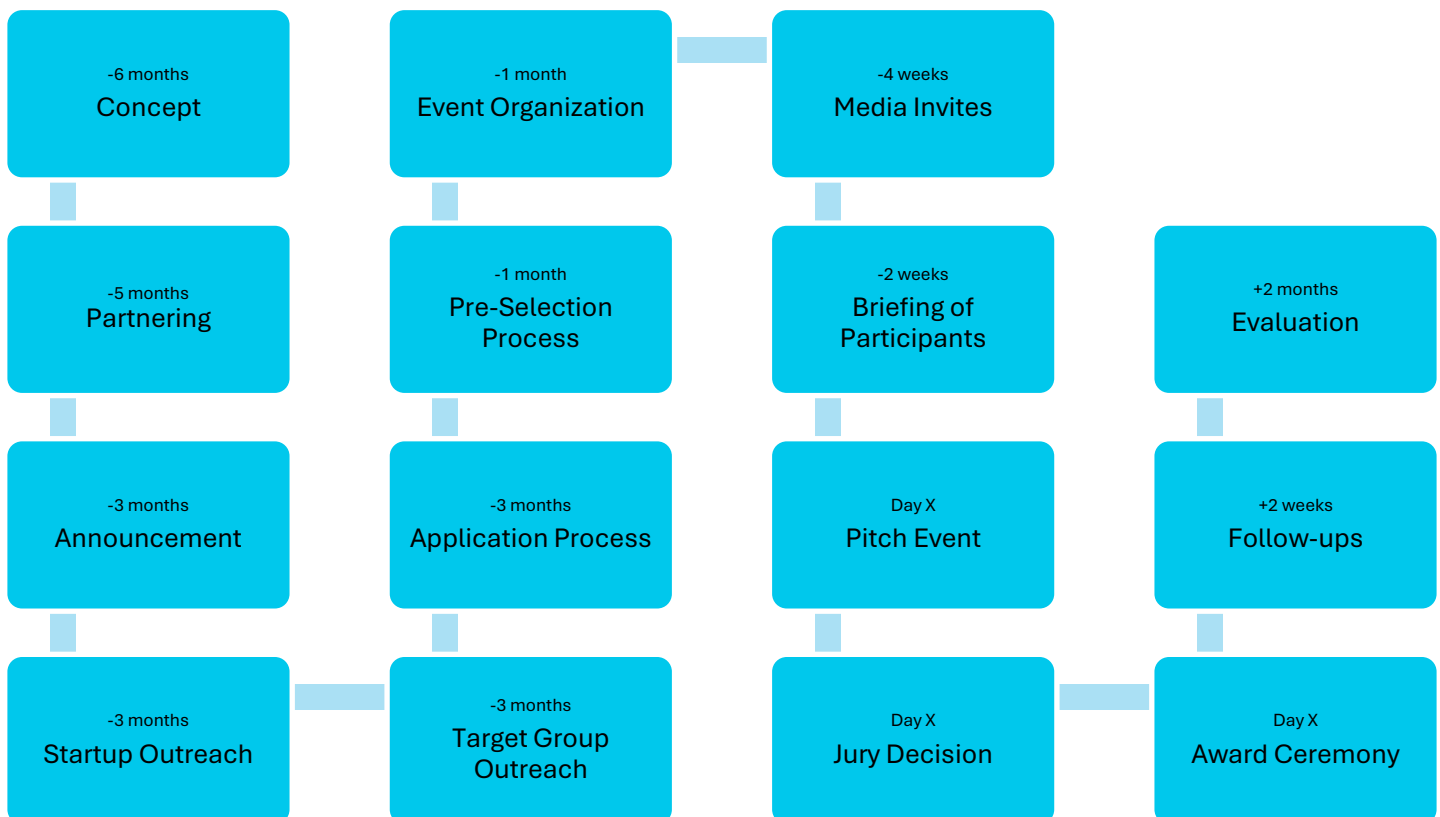 -6 months
Concept
-5 months
Partnering
-3 months
Announcement
-3 months
Startup Outreach
-3 months
Target Group
Outreach
-3 months
Application Process
-1 month
Pre-Selection
Process
-1 month
Event Organization
-4 weeks
Media Invites
-2 weeks
Briefing of
Participants
Day X
Pitch Event
Day X
Jury Decision
Day X
Award Ceremony
+2 weeks
Follow-ups
+2 months
Evaluation